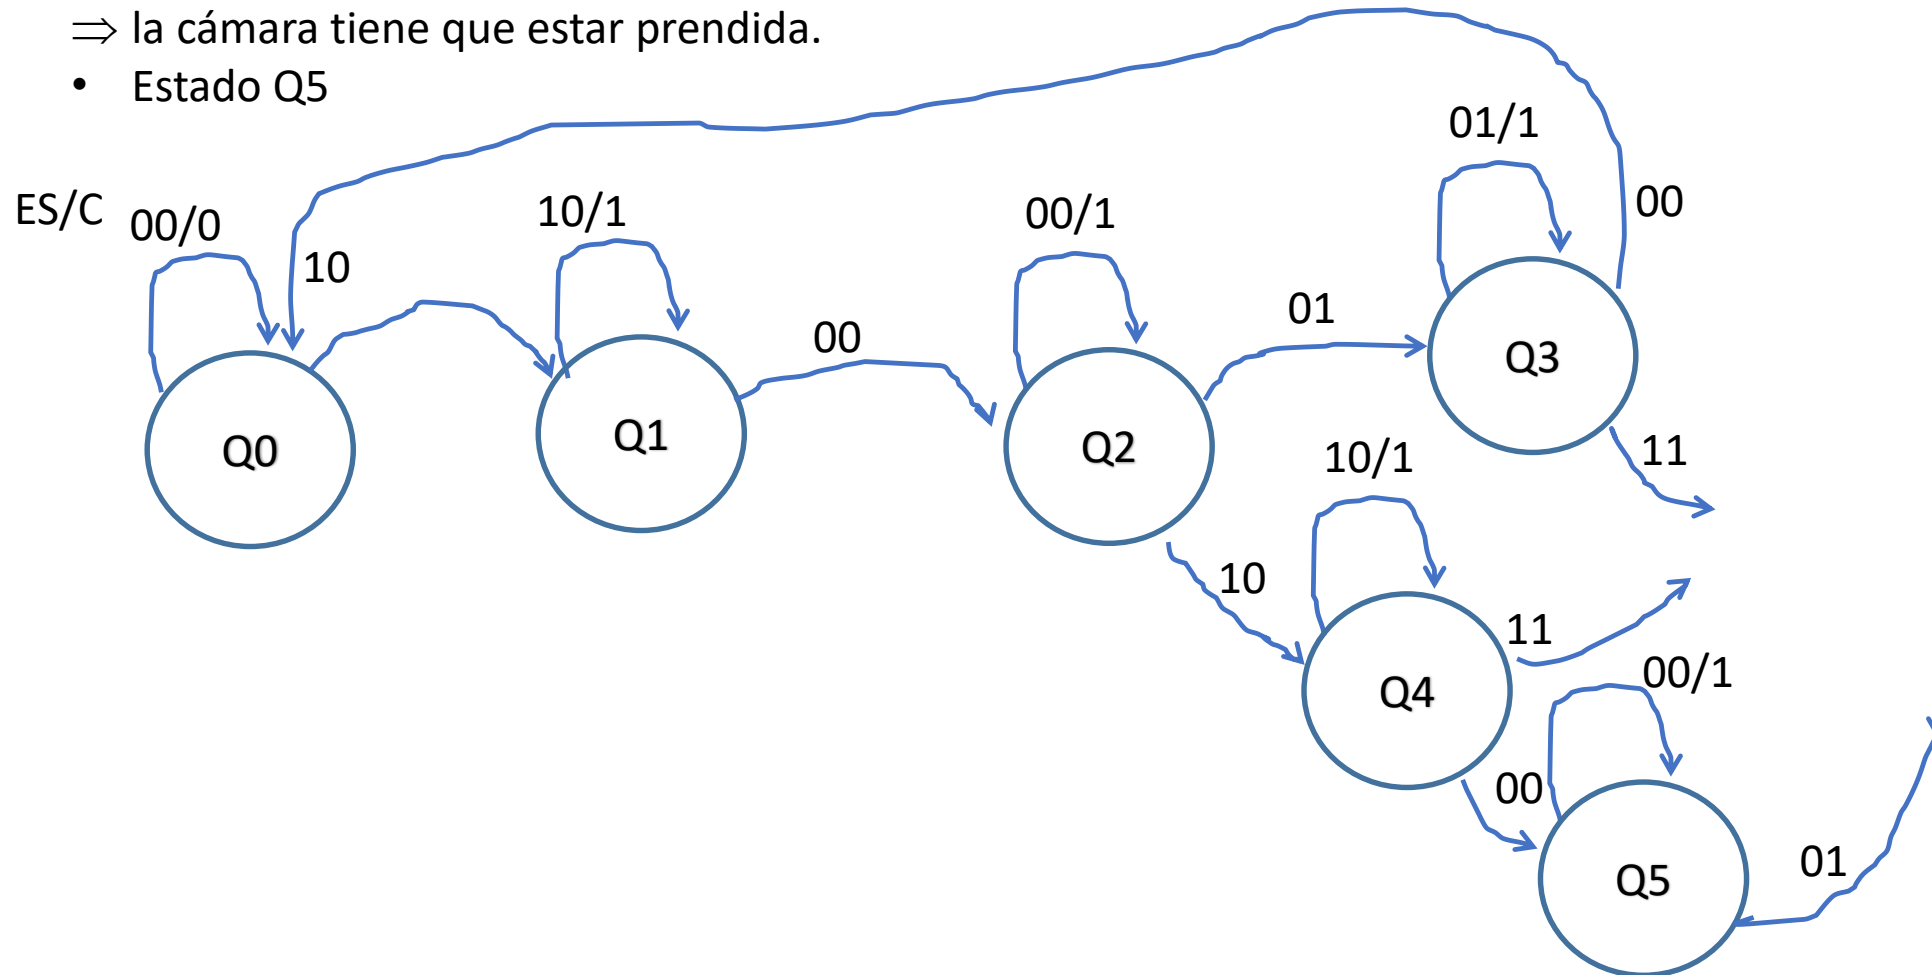 ⇒ la cámara tiene que estar prendida.
• Estado Q5
01/1
ES/C
00/0
10/1
00/1
00
10
01
00
Q3
Q0
Q1
Q2
10/1
11
10
11
00/1
Q4
00
01
Q5